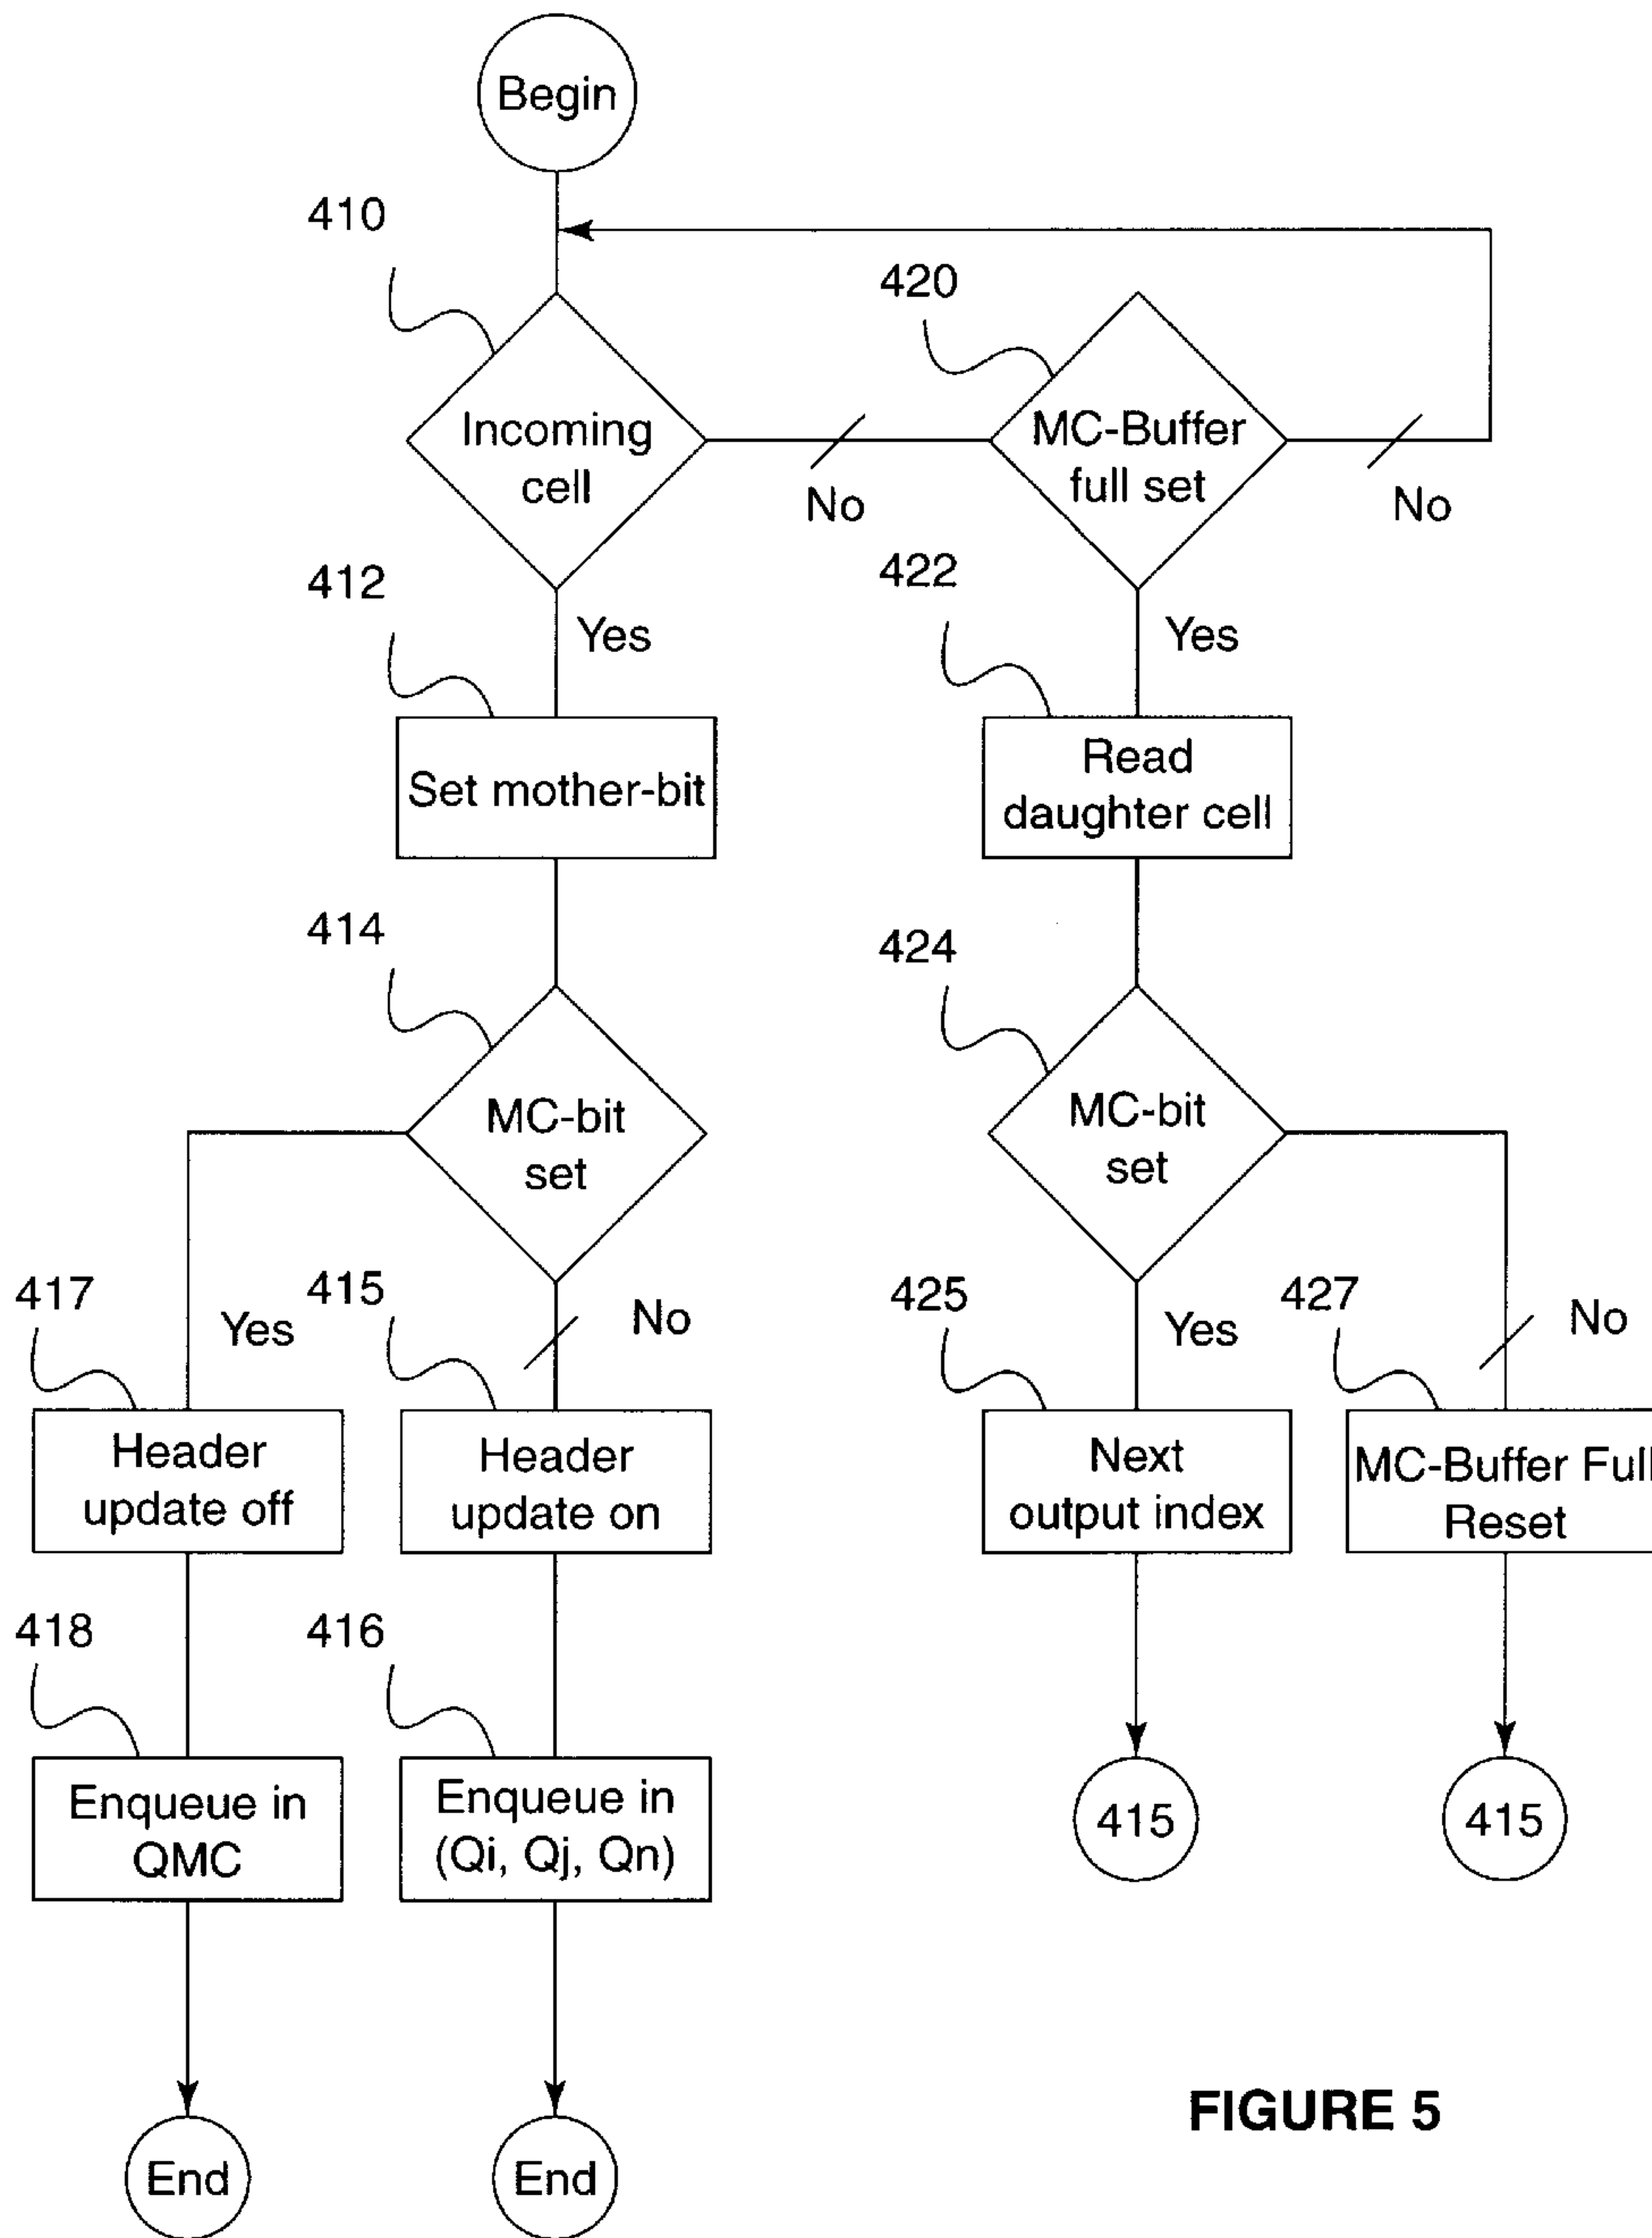 Begin
410
420
Incoming
cell
No
MC-Buffer
full set
No
412
Yes
422
Yes
Set mother-bit
Read
daughter cell
414
424
MC-bit
set
MC-bit
set
417
Yes
415
No
425
Yes
427
No
Header
update off
Header
update on
Next
output index
MC-Buffer Full
Reset
418
416
Enqueue in
QMC
Enqueue in
(Qi, Qj, Qn)
415
415
End
End
FIGURE 5